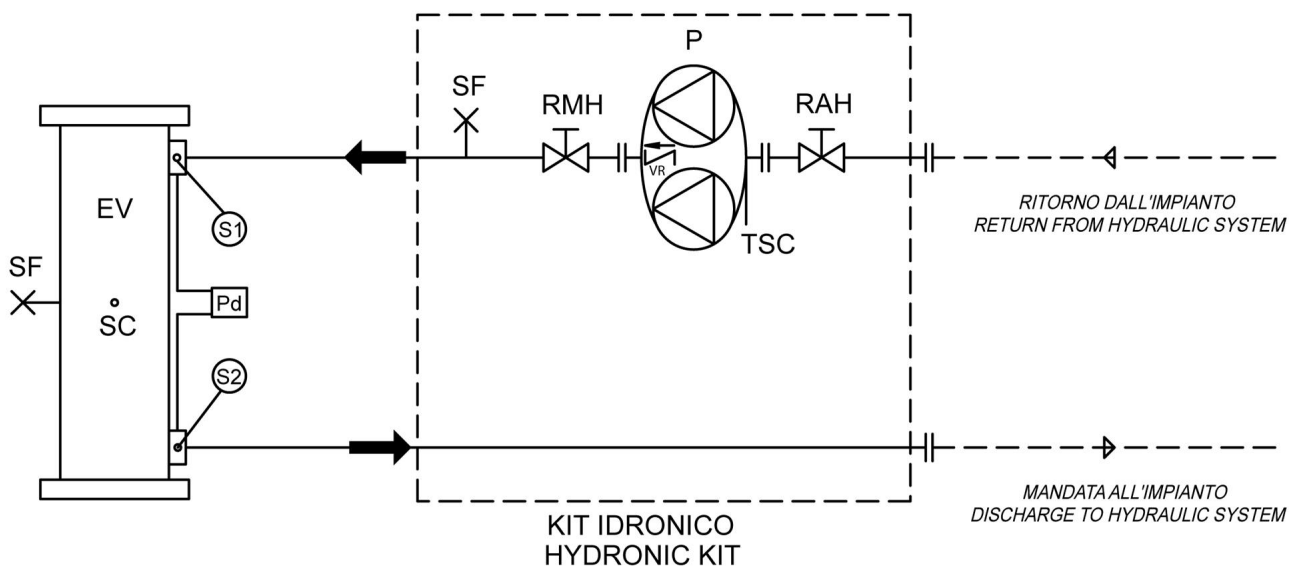 P
SF
RMH
RAH
VR
EV
S1
TSC
RITORNO DALL'IMPIANTO
RETURN FROM HYDRAULIC SYSTEM
SF
Pd
SC
S2
MANDATA ALL'IMPIANTO
DISCHARGE TO HYDRAULIC SYSTEM
KIT IDRONICO
HYDRONIC KIT